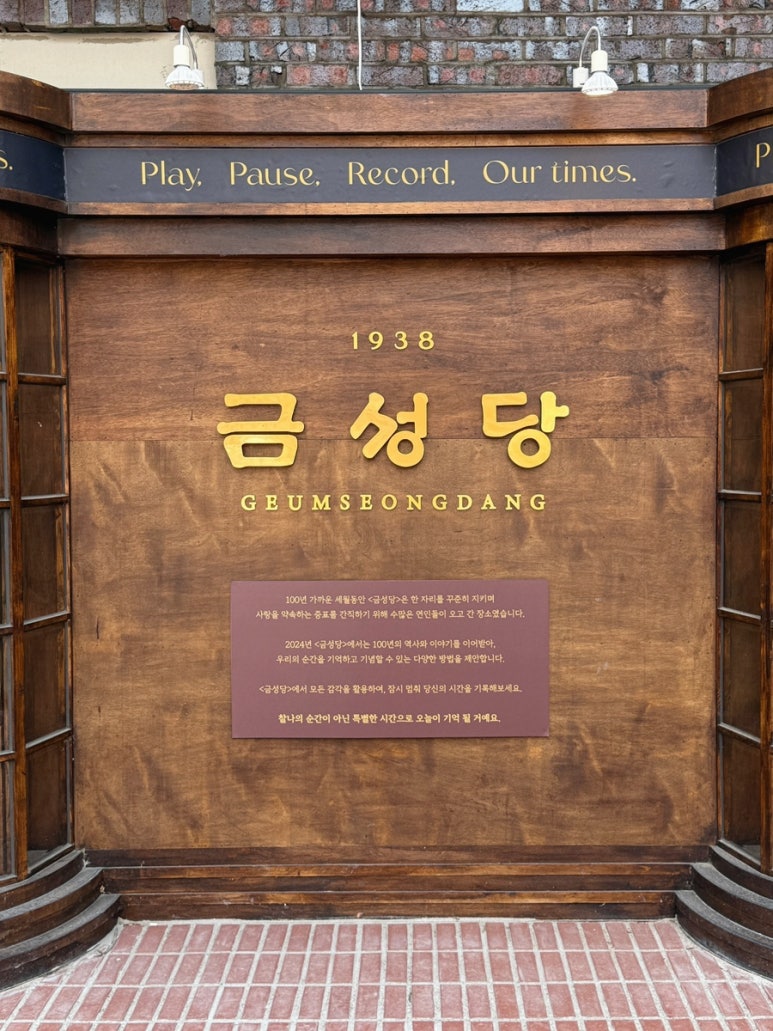 s.
Play, Pause, Record, Our times.
P
1938
금성당
GEUMSEONGDANG
100년 가까운 세월동안 <금성당>은 한 자리를 꾸준히 지키며
사랑을 약속하는 증표를 간직하기 위해 수많은 연인들이 오고 간 장소였습니다.
2024년 <금성당>에서는 100년의 역사와 이야기를 이어받아,
우리의 순간을 기억하고 기념할 수 있는 다양한 방법을 제안합니다.
<금성당>에서 모든 감각을 활용하여, 잠시 멈춰 당신의 시간을 기록해보세요.
찰나의 순간이 아닌 특별한 시간으로 오늘이 기억 될 거예요.